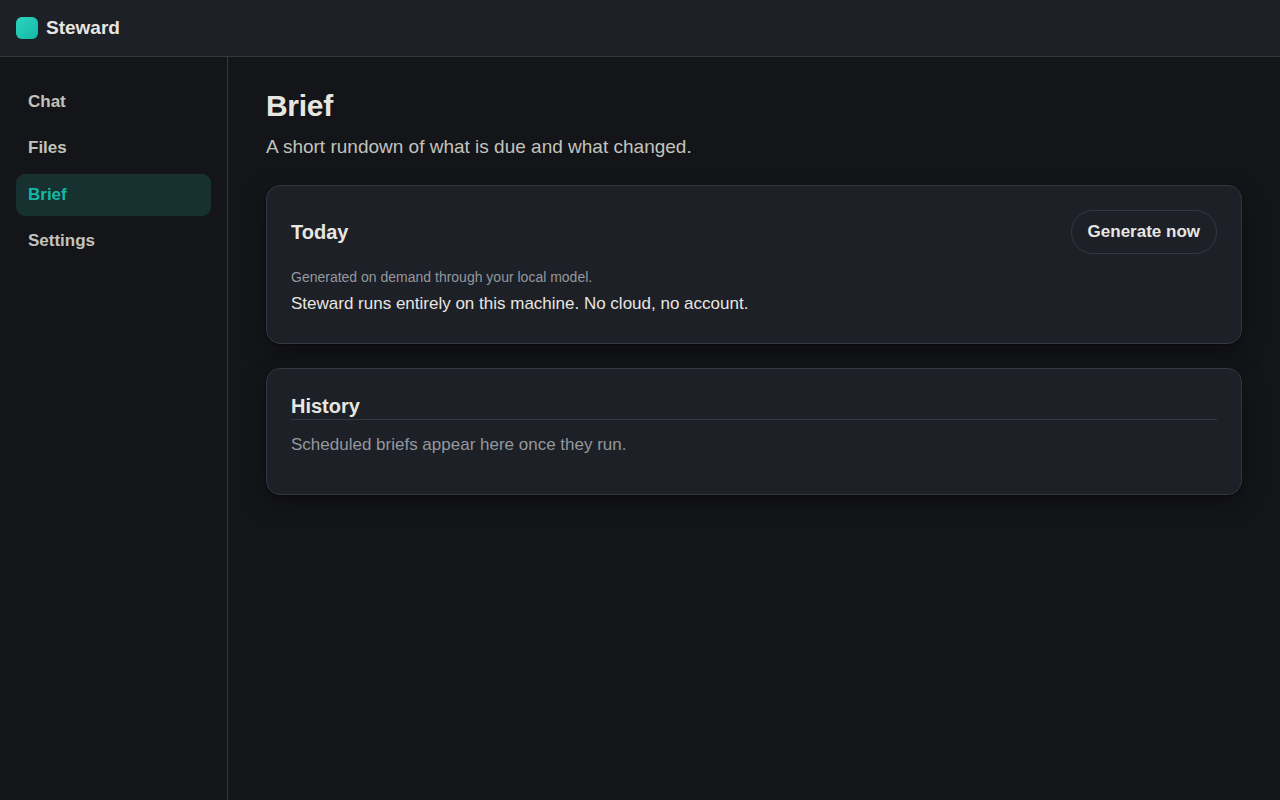 Steward
Chat
Files
Brief
Settings
Brief
A short rundown of what is due and what changed.
Today
Generate now
Generated on demand through your local model.
Steward runs entirely on this machine. No cloud, no account.
History
Scheduled briefs appear here once they run.